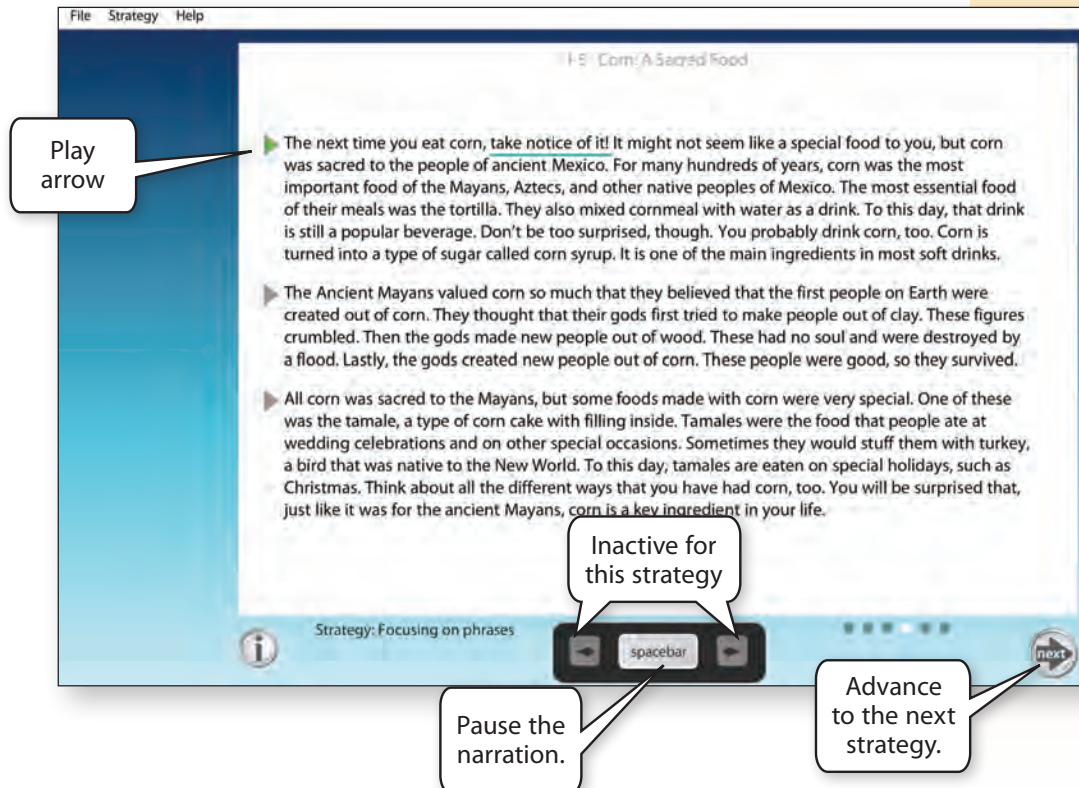 File Strategy Help
I-5 Corn: A Sacred Food
Play
arrow
The next time you eat corn, take notice of it! It might not seem like a special food to you, but corn
was sacred to the people of ancient Mexico. For many hundreds of years, corn was the most
important food of the Mayans, Aztecs, and other native peoples of Mexico. The most essential food
of their meals was the tortilla. They also mixed cornmeal with water as a drink. To this day, that drink
is still a popular beverage. Don't be too surprised, though. You probably drink corn, too. Corn is
turned into a type of sugar called corn syrup. It is one of the main ingredients in most soft drinks.
The Ancient Mayans valued corn so much that they believed that the first people on Earth were
created out of corn. They thought that their gods first tried to make people out of clay. These figures
crumbled. Then the gods made new people out of wood. These had no soul and were destroyed by
a flood. Lastly, the gods created new people out of corn. These people were good, so they survived.
All corn was sacred to the Mayans, but some foods made with corn were very special. One of these
was the tamale, a type of corn cake with filling inside. Tamales were the food that people ate at
wedding celebrations and on other special occasions. Sometimes they would stuff them with turkey,
a bird that was native to the New World. To this day, tamales are eaten on special holidays, such as
Christmas. Think about all the different ways that you have had corn, too. You will be surprised that,
just like it was for the ancient Mayans, corn is a key ingredient in your life.
Inactive for
this strategy
Strategy: Focusing on phrases
spacebar
next
Pause the
narration.
Advance
to the next
strategy.